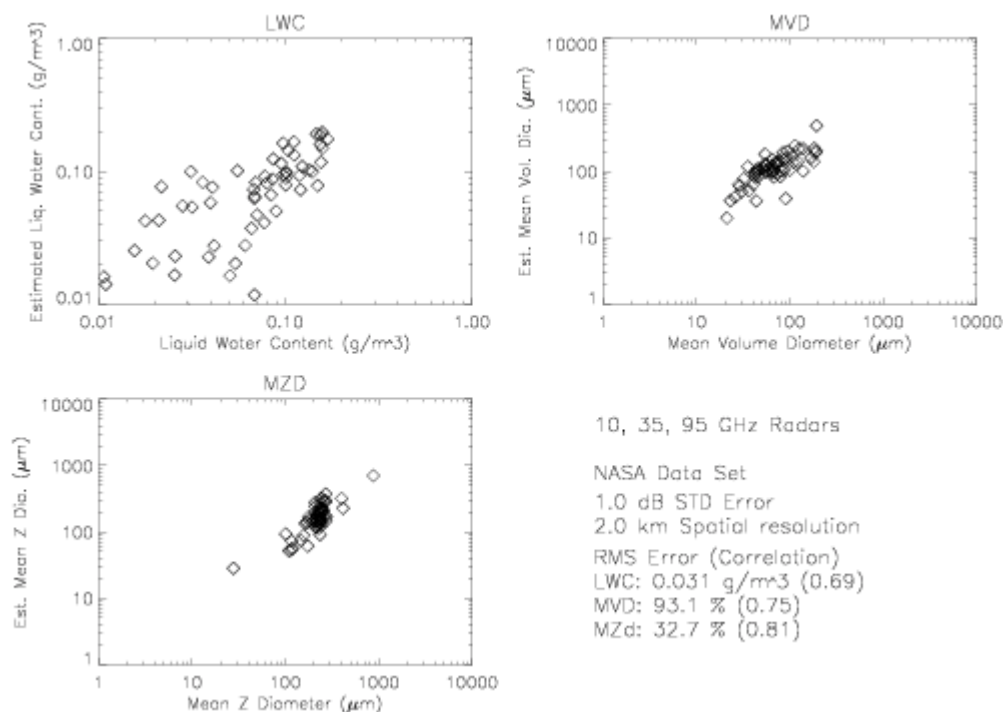 LWC
1.00
0.10
0.01
0.01 0.10 1.00
Estimated Liq. Water Cont. (g/m^3)
Liquid Water Content (g/m^3)
MVD
10000
1000
100
10
1
1 10 100 1000 10000
Est. Mean Vol. Dia. (μm)
Mean Volume Diameter (μm)
MZD
10000
1000
100
10
1
1 10 100 1000 10000
Est. Mean Z Dia. (μm)
Mean Z Diameter (μm)
10, 35, 95 GHz Radars
NASA Data Set
1.0 dB STD Error
2.0 km Spatial resolution
RMS Error (Correlation)
LWC: 0.031 g/m^3 (0.69)
MVD: 93.1 % (0.75)
MZd: 32.7 % (0.81)